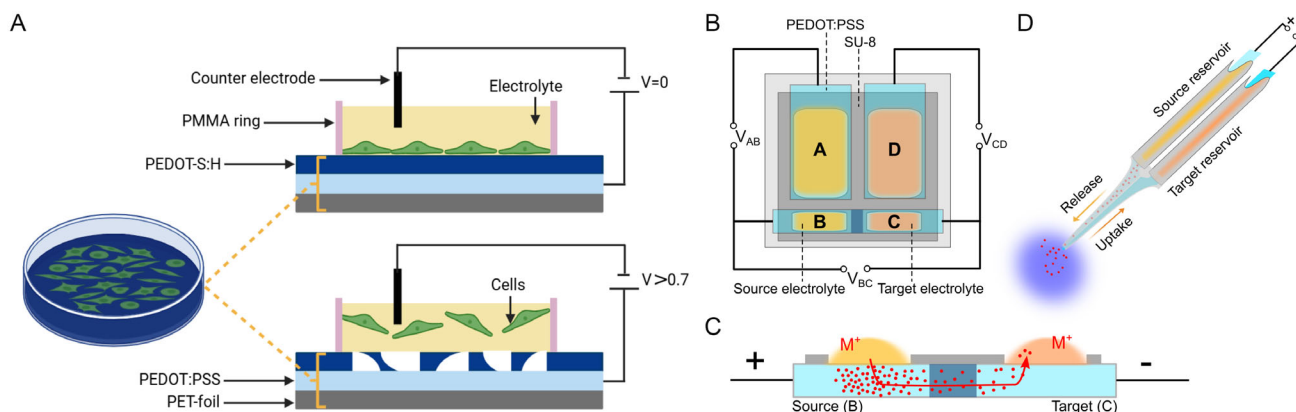 A
Counter electrode
PMMA ring
PEDOT-S:H
Electrolyte
V=0
Cells
V>0.7
PEDOT:PSS
PET-foil
B
PEDOT:PSS
SU-8
V_AB
A
D
V_CD
B
C
V_BC
Source electrolyte
Target electrolyte
C
+
M⁺
M⁺
-
Source (B)
Target (C)
D
+
Source reservoir
Target reservoir
Release
Uptake